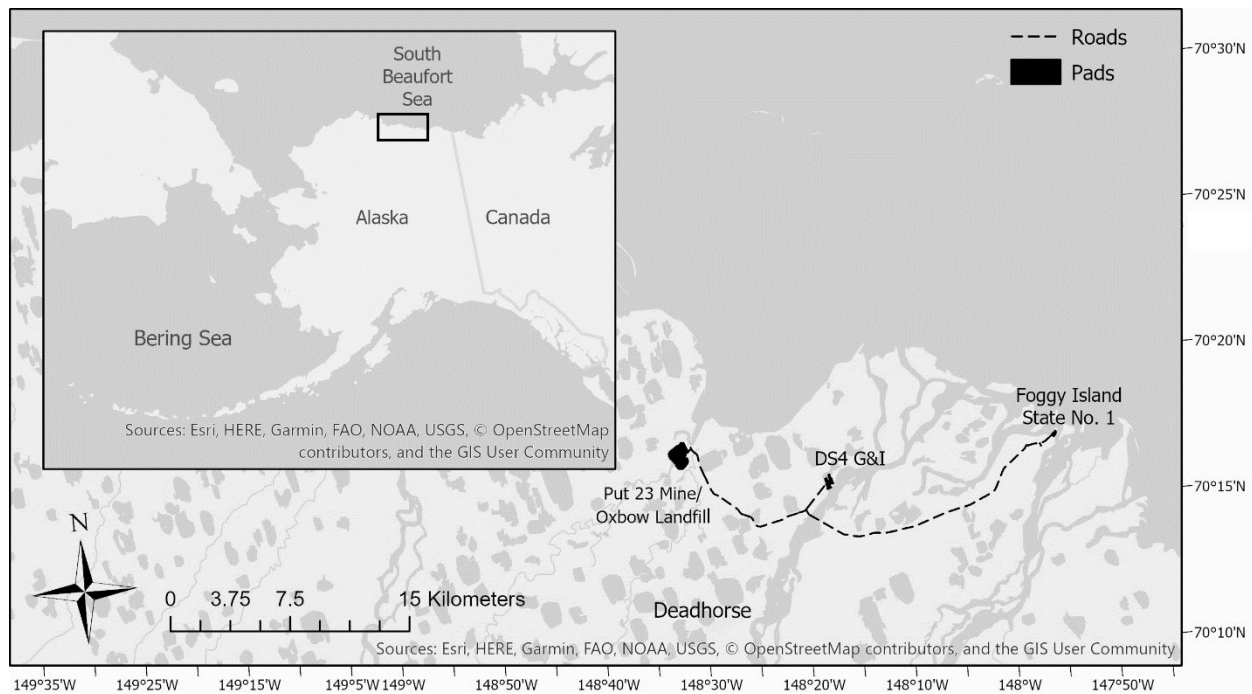 South
Beaufort
Sea
Alaska
Canada
Bering Sea
Sources: Esri, HERE, Garmin, FAO, NOAA, USGS, © OpenStreetMap
contributors, and the GIS User Community
Roads
Pads
70°30'N
70°25'N
70°20'N
70°15'N
70°10'N
Foggy Island
State No. 1
DS4 G&I
Put 23 Mine/
Oxbow Landfill
Deadhorse
N
0 3.75 7.5 15 Kilometers
Sources: Esri, HERE, Garmin, FAO, NOAA, USGS, © OpenStreetMap contributors, and the GIS User Community
149°35'W 149°25'W 149°15'W 149°5'W 149°W 148°50'W 148°40'W 148°30'W 148°20'W 148°10'W 148°W 147°50'W